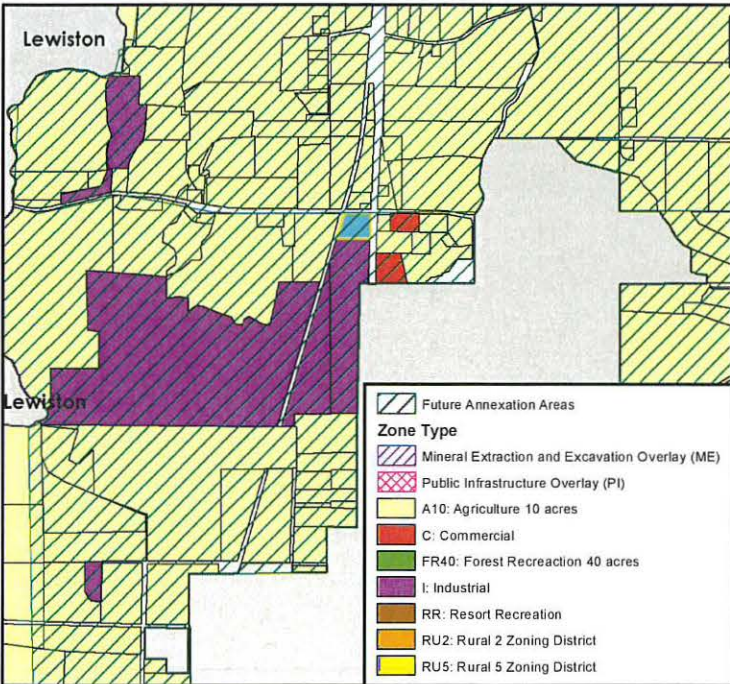 Lewiston
Lewiston
Future Annexation Areas
Zone Type
Mineral Extraction and Excavation Overlay (ME)
Public Infrastructure Overlay (PI)
A10: Agriculture 10 acres
C: Commercial
FR40: Forest Recreaction 40 acres
I: Industrial
RR: Resort Recreation
RU2: Rural 2 Zoning District
RU5: Rural 5 Zoning District